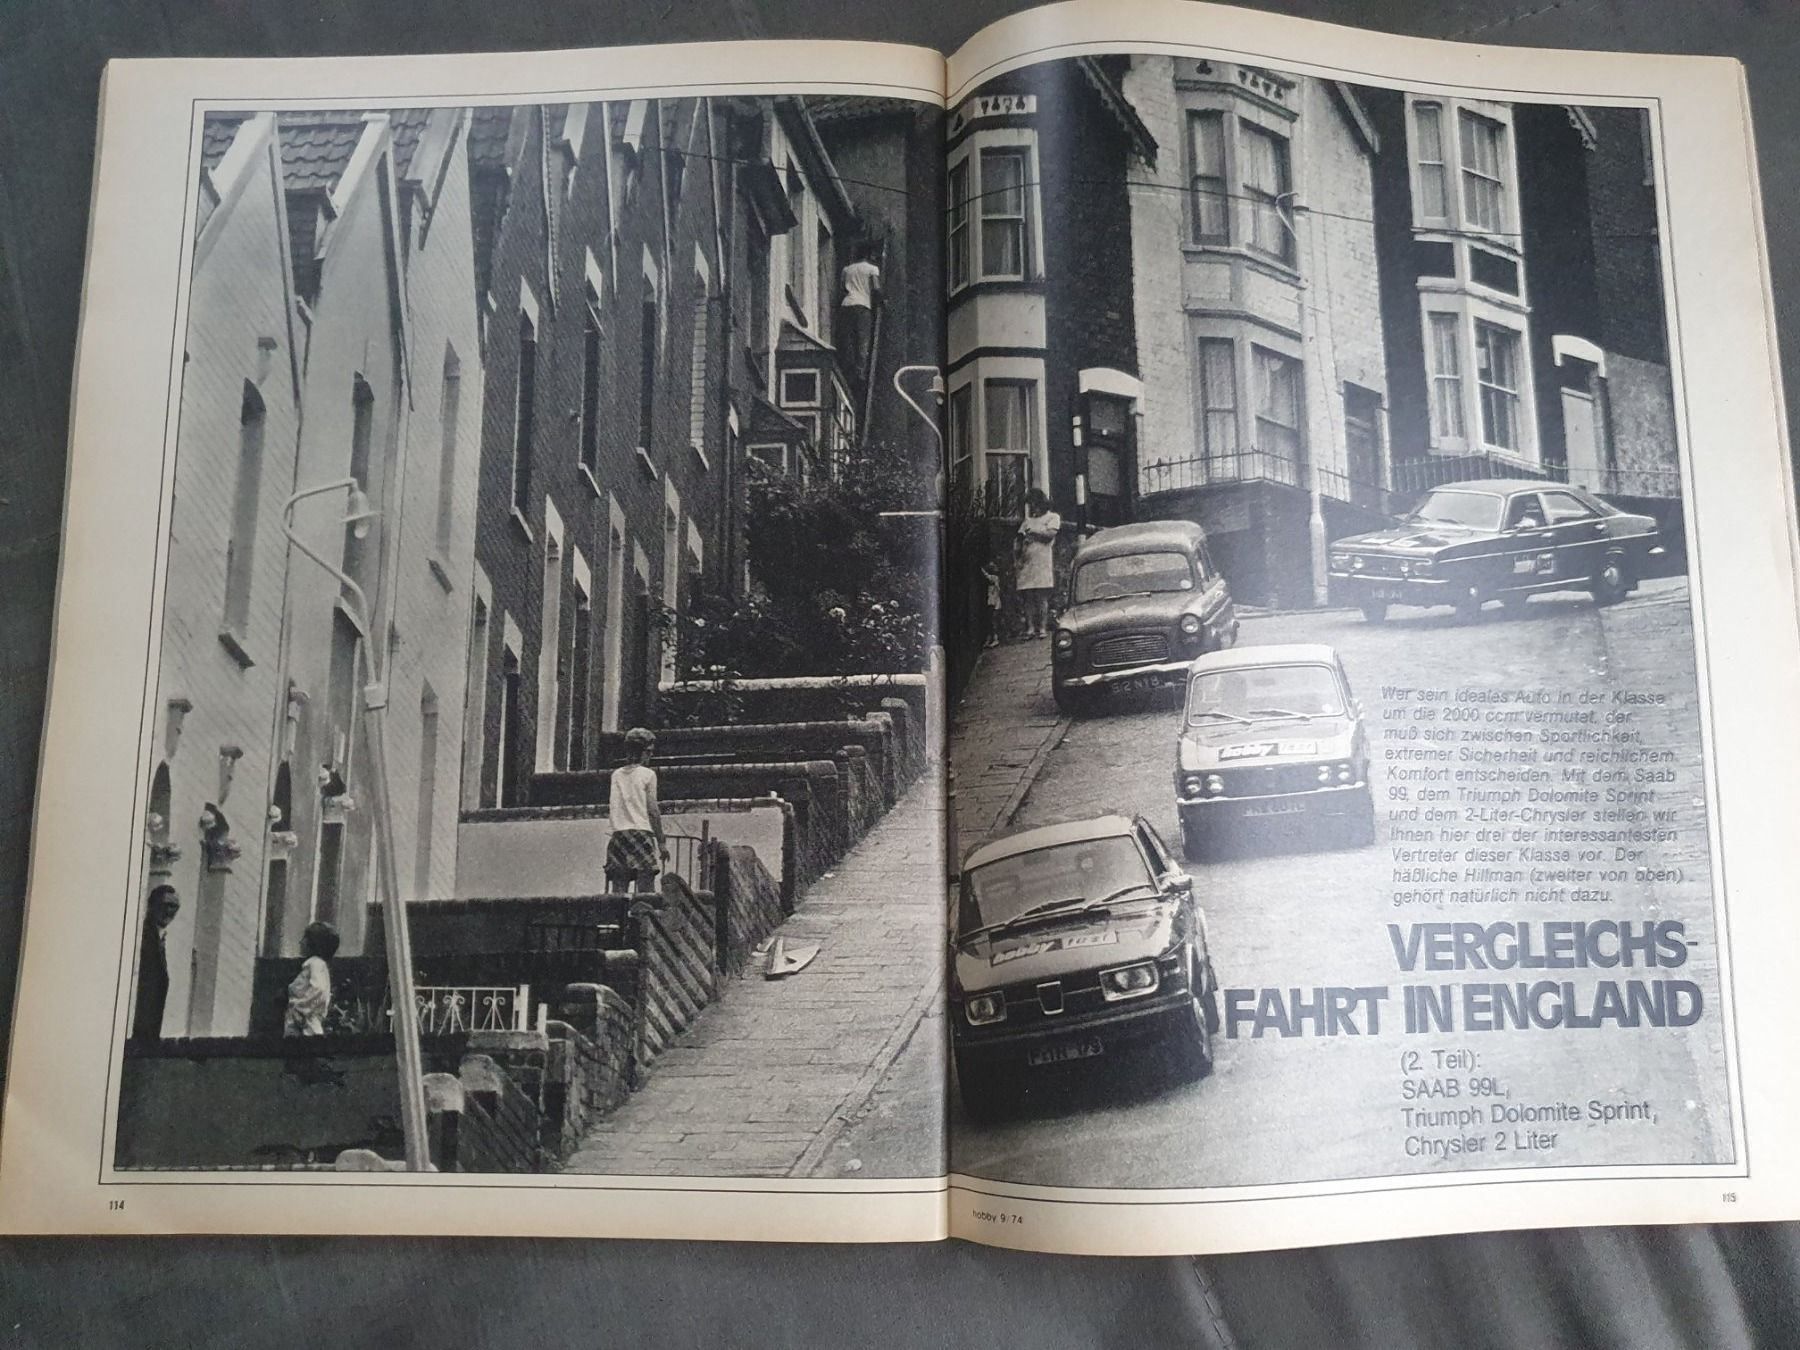 hobby test
hobby test
Wer sein ideales Auto in der Klasse
um die 2000 ccm vermutet, der
muß sich zwischen Sportlichkeit,
extremer Sicherheit und reichlichem
Komfort entscheiden. Mit dem Saab
99, dem Triumph Dolomite Sprint
und dem 2-Liter-Chrysler stellen wir
Ihnen hier drei der interessantesten
Vertreter dieser Klasse vor. Der
häßliche Hillman (zweiter von oben)
gehört natürlich nicht dazu.
VERGLEICHS-
FAHRT IN ENGLAND
(2. Teil):
SAAB 99L,
Triumph Dolomite Sprint,
Chrysler 2 Liter
114
hobby 9/74
115